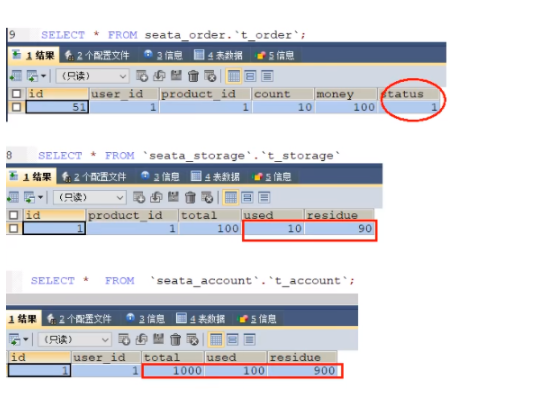 9 SELECT * FROM seata_order.`t_order`;
1 结果 2 个配置文件 3 信息 4 表数据 5 信息
(只读)
id user_id product_id count money status
51 1 1 10 100 1
8 SELECT * FROM `seata_storage`.`t_storage`
1 结果 2 个配置文件 3 信息 4 表数据 5 信息
(只读)
id product_id total used residue
1 1 100 10 90
SELECT * FROM `seata_account`.`t_account`;
1 结果 2 个配置文件 3 信息 4 表数据 5 信息
(只读)
id user_id total used residue
1 1 1000 100 900